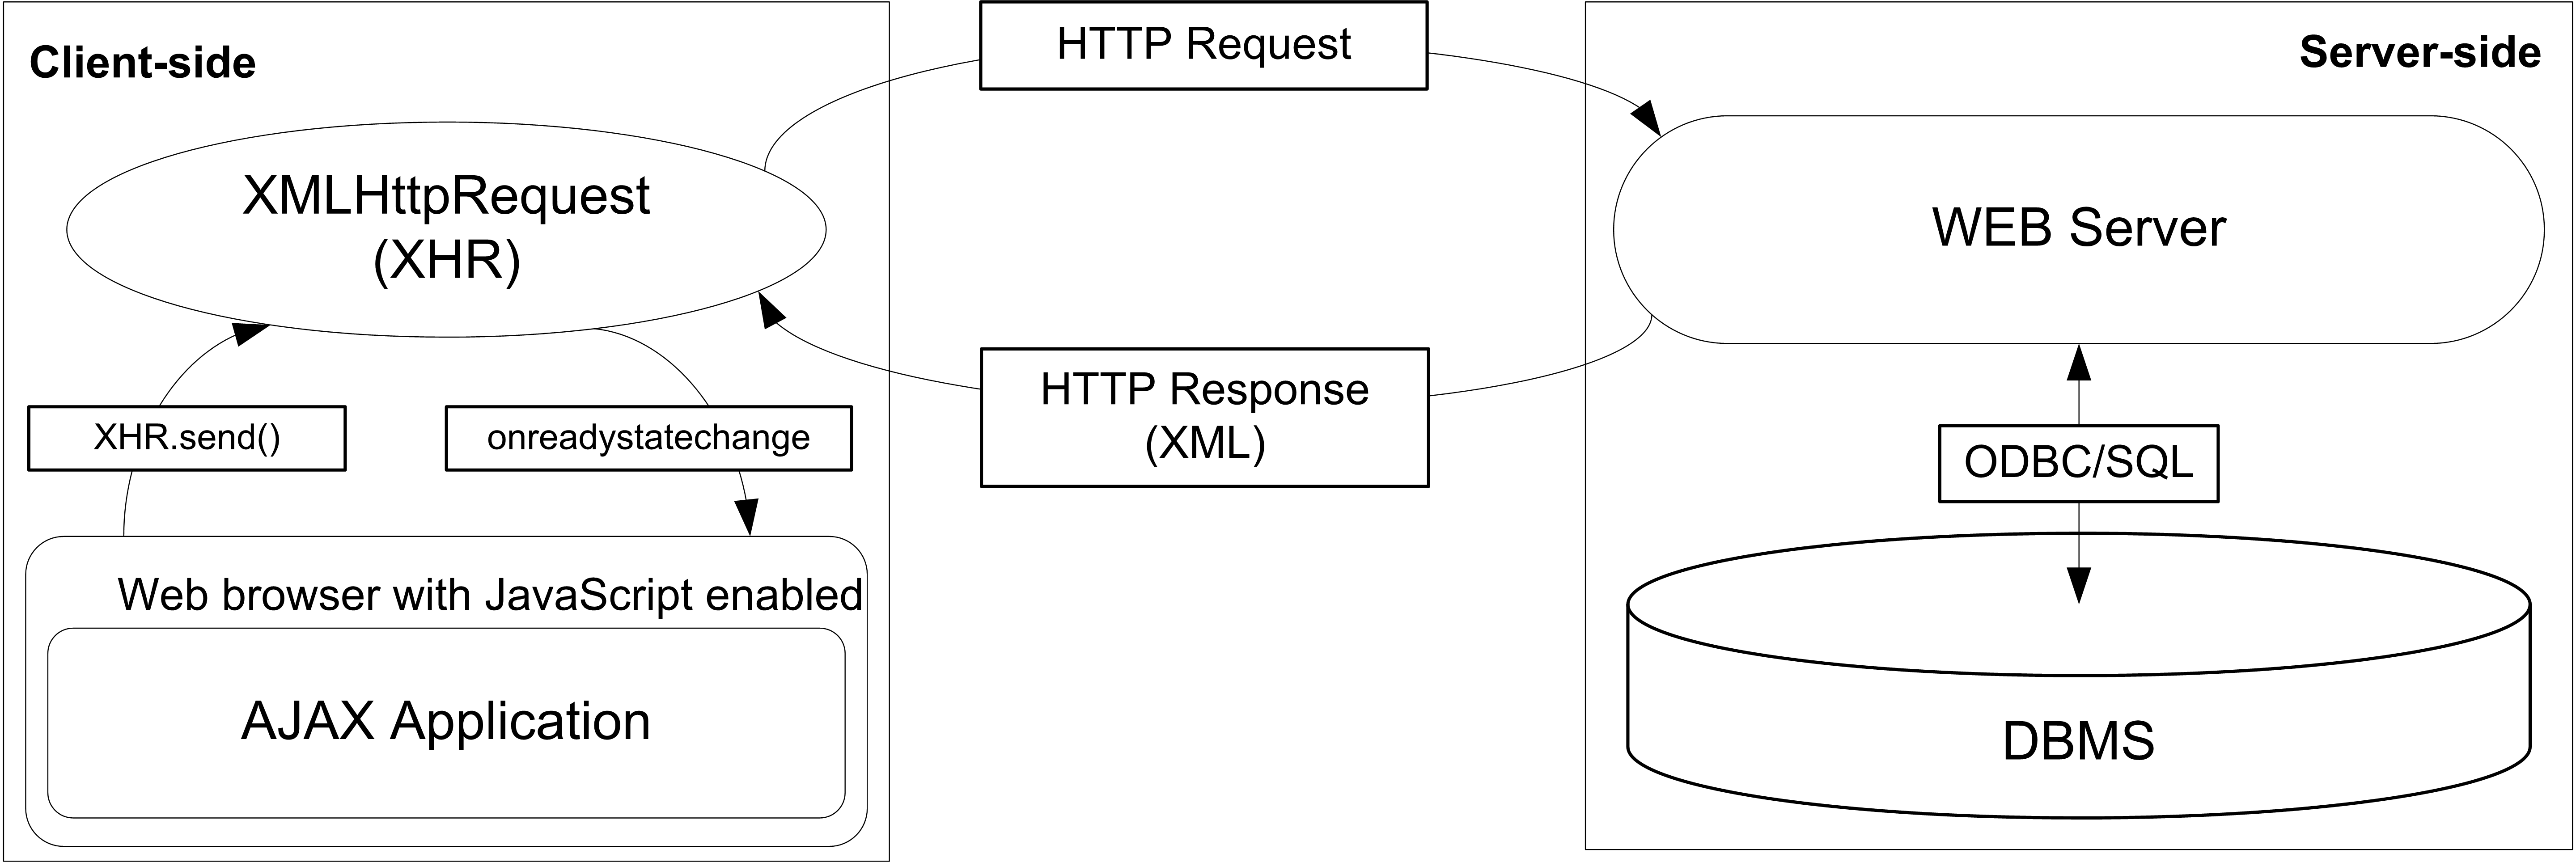 Client-side
HTTP Request
Server-side
XMLHttpRequest
(XHR)
WEB Server
HTTP Response
(XML)
XHR.send()
onreadystatechange
ODBC/SQL
Web browser with JavaScript enabled
AJAX Application
DBMS